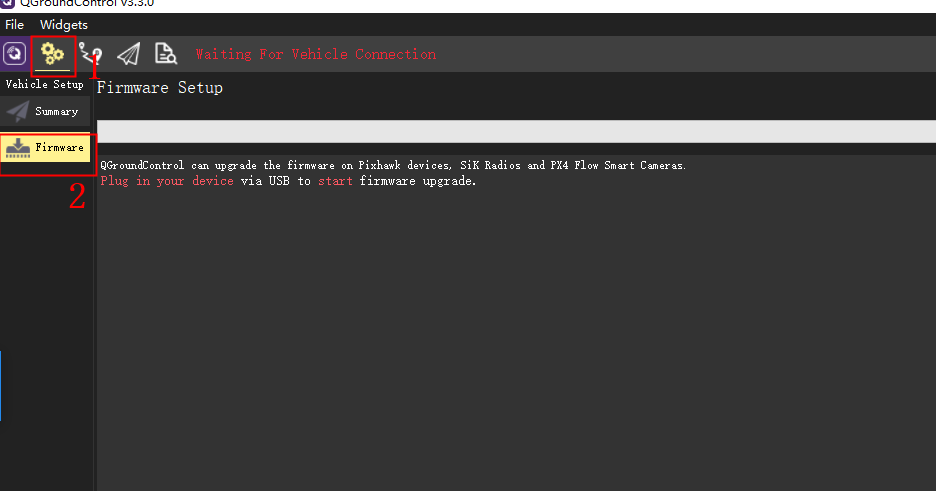 QGroundControl v3.3.0
File Widgets
Waiting For Vehicle Connection
1
Vehicle Setup
Firmware Setup
Summary
Firmware
QGroundControl can upgrade the firmware on Pixhawk devices, SiK Radios and PX4 Flow Smart Cameras.
Plug in your device via USB to start firmware upgrade.
2